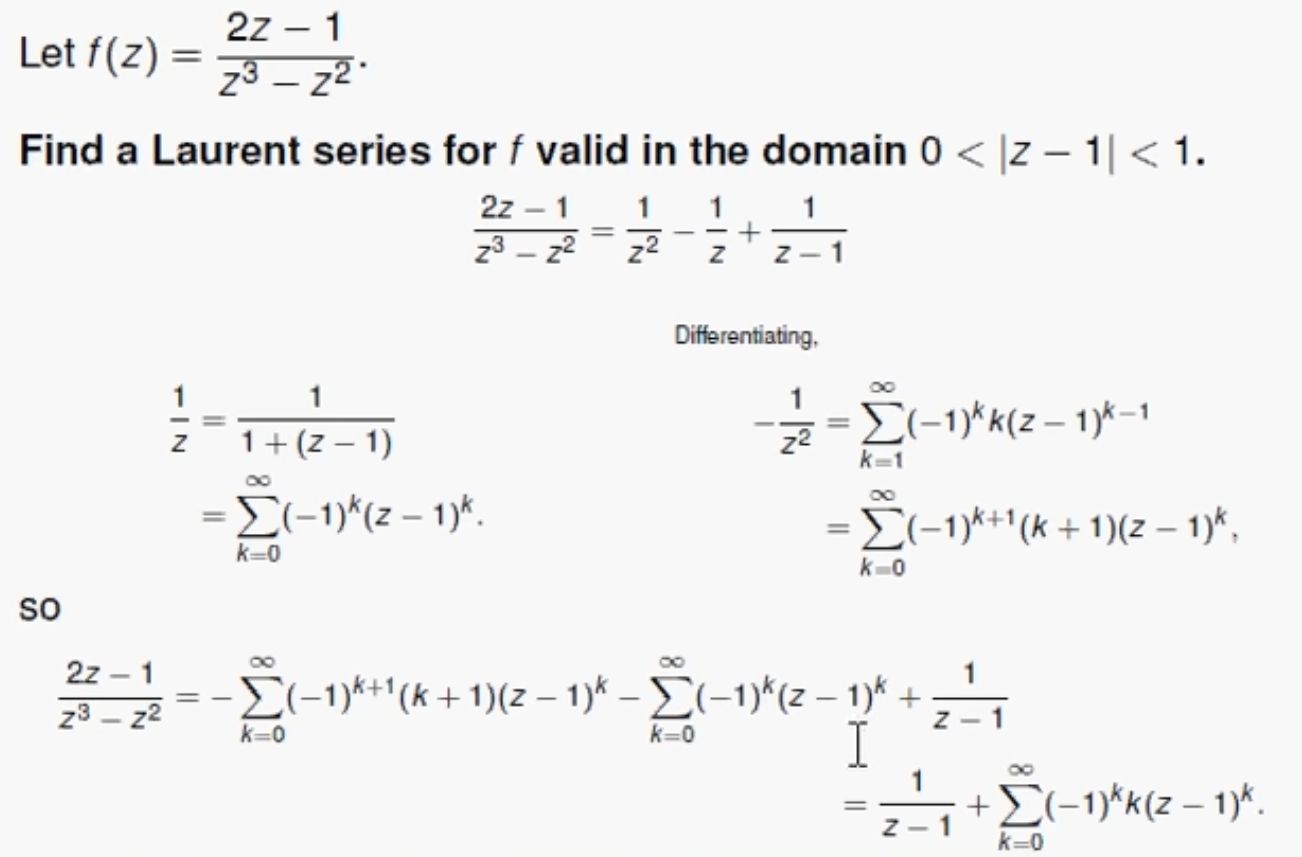 Let f(z) = \frac{2z - 1}{z^3 - z^2}.
Find a Laurent series for f valid in the domain 0 < |z - 1| < 1.
\frac{2z - 1}{z^3 - z^2} = \frac{1}{z^2} - \frac{1}{z} + \frac{1}{z - 1}
Differentiating,
\frac{1}{z} = \frac{1}{1 + (z - 1)}
= \sum_{k=0}^{\infty} (-1)^k (z - 1)^k.
-\frac{1}{z^2} = \sum_{k=1}^{\infty} (-1)^k k(z - 1)^{k-1}
= \sum_{k=0}^{\infty} (-1)^{k+1} (k + 1)(z - 1)^k,
so
\frac{2z - 1}{z^3 - z^2} = -\sum_{k=0}^{\infty} (-1)^{k+1} (k + 1)(z - 1)^k - \sum_{k=0}^{\infty} (-1)^k (z - 1)^k + \frac{1}{z - 1}
= \frac{1}{z - 1} + \sum_{k=0}^{\infty} (-1)^k k(z - 1)^k.